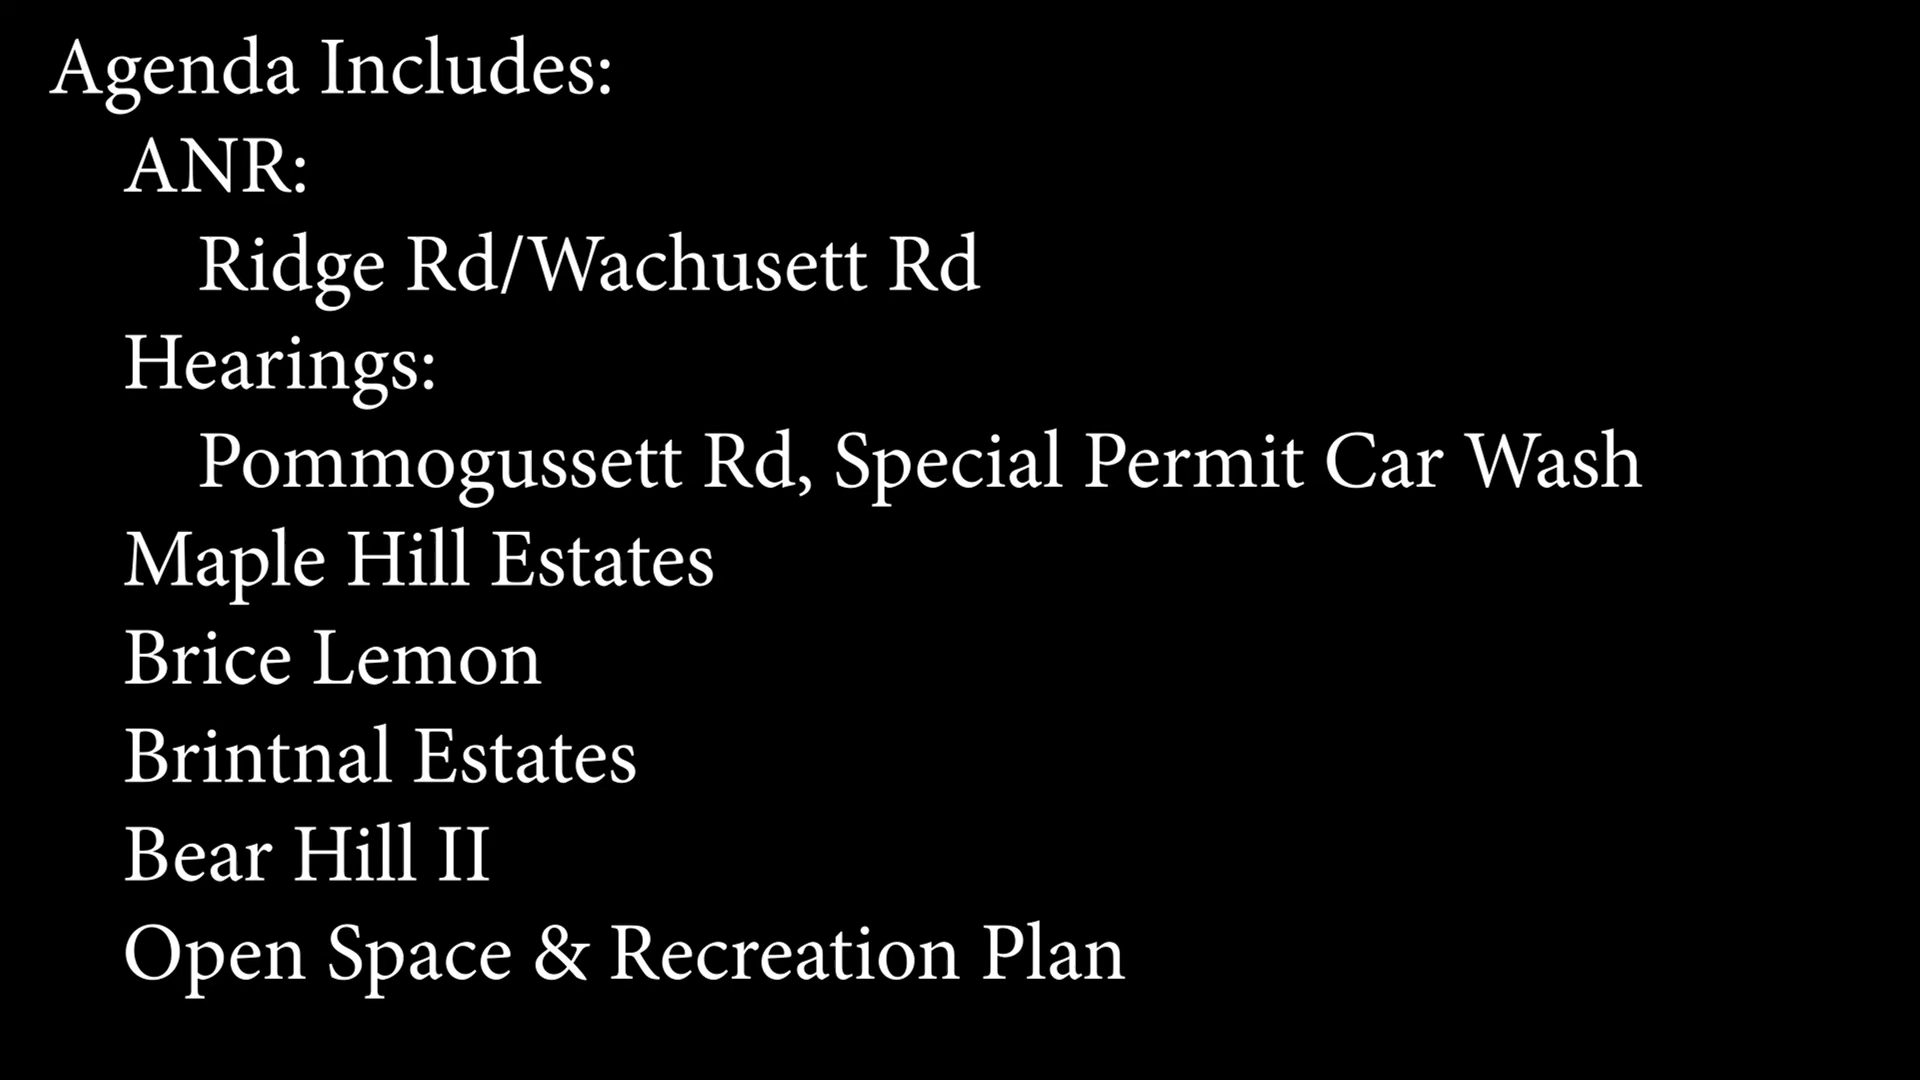 Agenda Includes:
ANR:
Ridge Rd/Wachusett Rd
Hearings:
Pommogussett Rd, Special Permit Car Wash
Maple Hill Estates
Brice Lemon
Brintnal Estates
Bear Hill II
Open Space & Recreation Plan